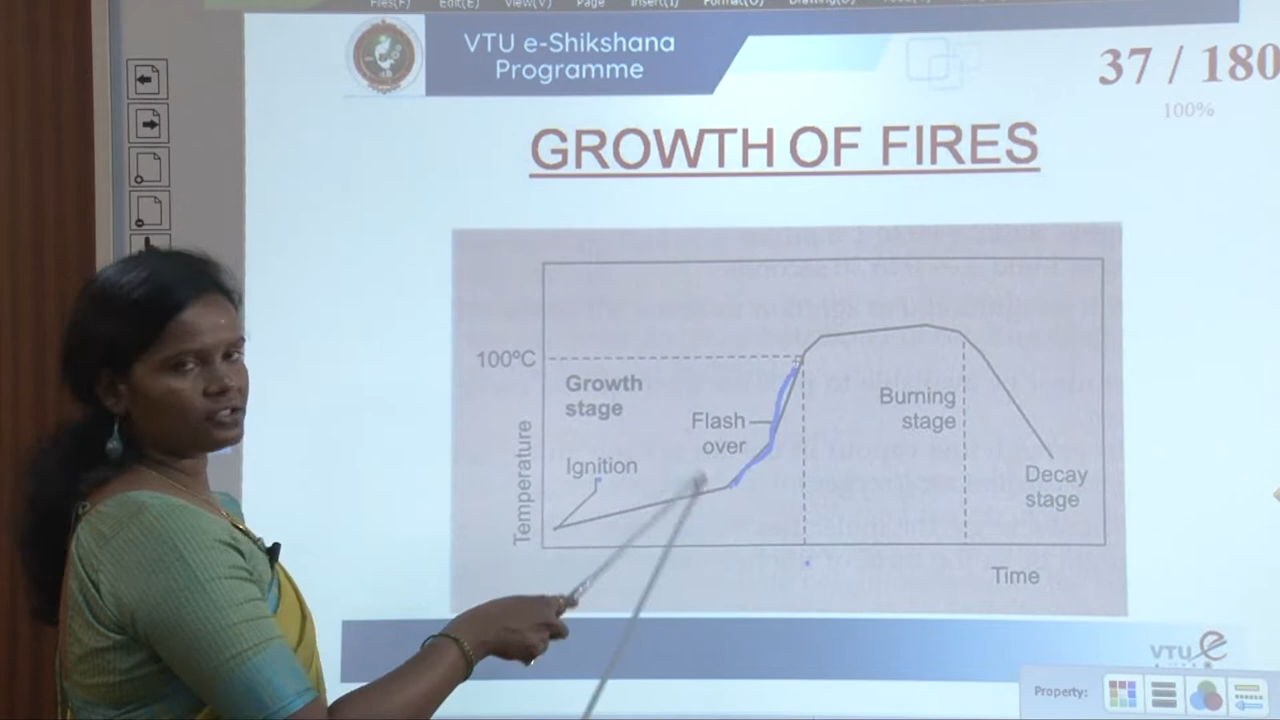 Files(F) Edit(E) View(V) Page Insert(I) Format(O) Drawing(D)
VTU e-Shikshana
Programme
37 / 180
100%
GROWTH OF FIRES
100°C
Growth
stage
Flash
over
Burning
stage
Ignition
Decay
stage
Temperature
Time
VTU e
Property: